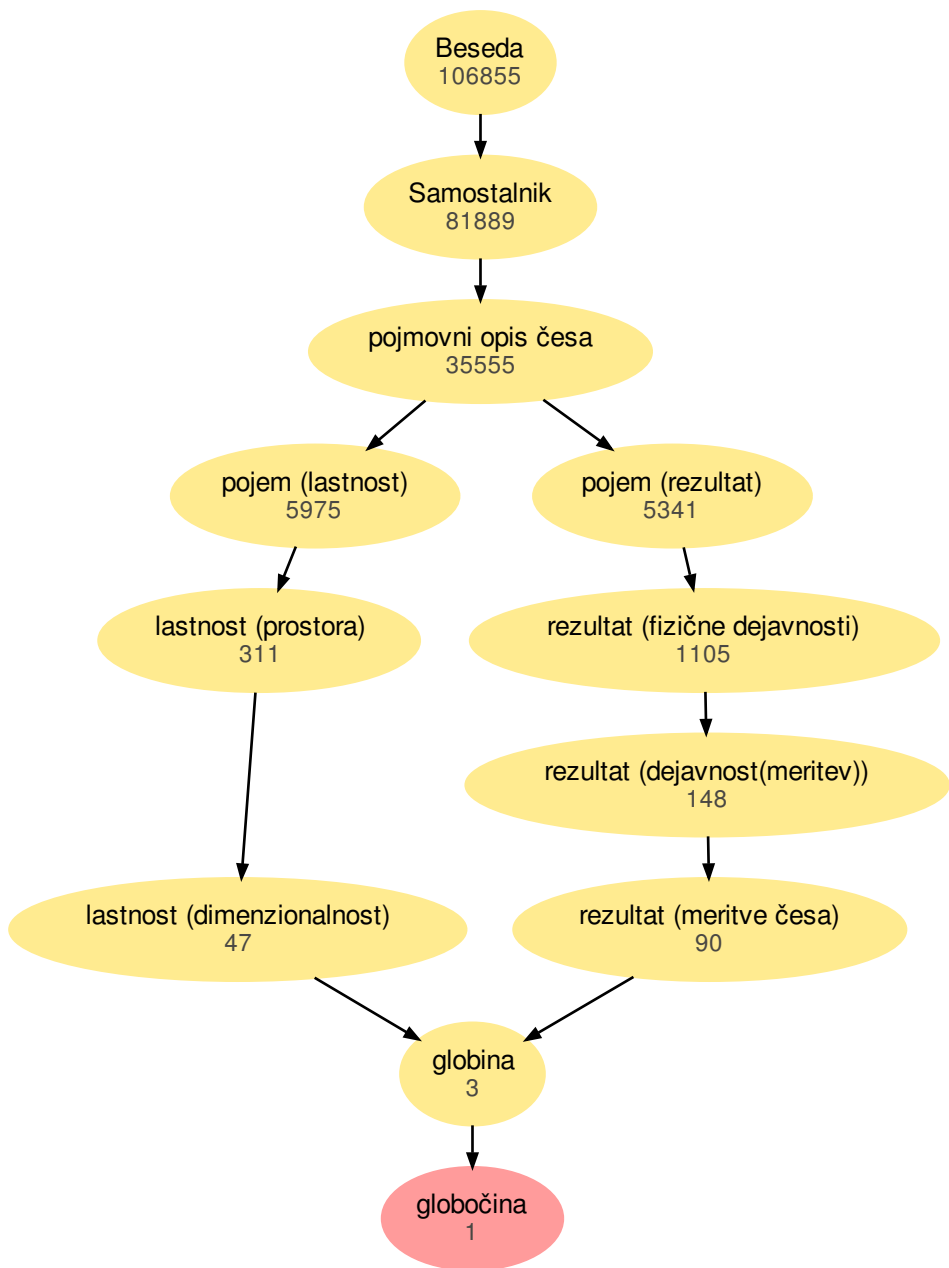 Beseda
106855
Samostalnik
81889
pojmovni opis česa
35555
pojem (lastnost)
5975
pojem (rezultat)
5341
lastnost (prostora)
311
rezultat (fizične dejavnosti)
1105
rezultat (dejavnost(meritev))
148
lastnost (dimenzionalnost)
47
rezultat (meritve česa)
90
globina
3
globočina
1